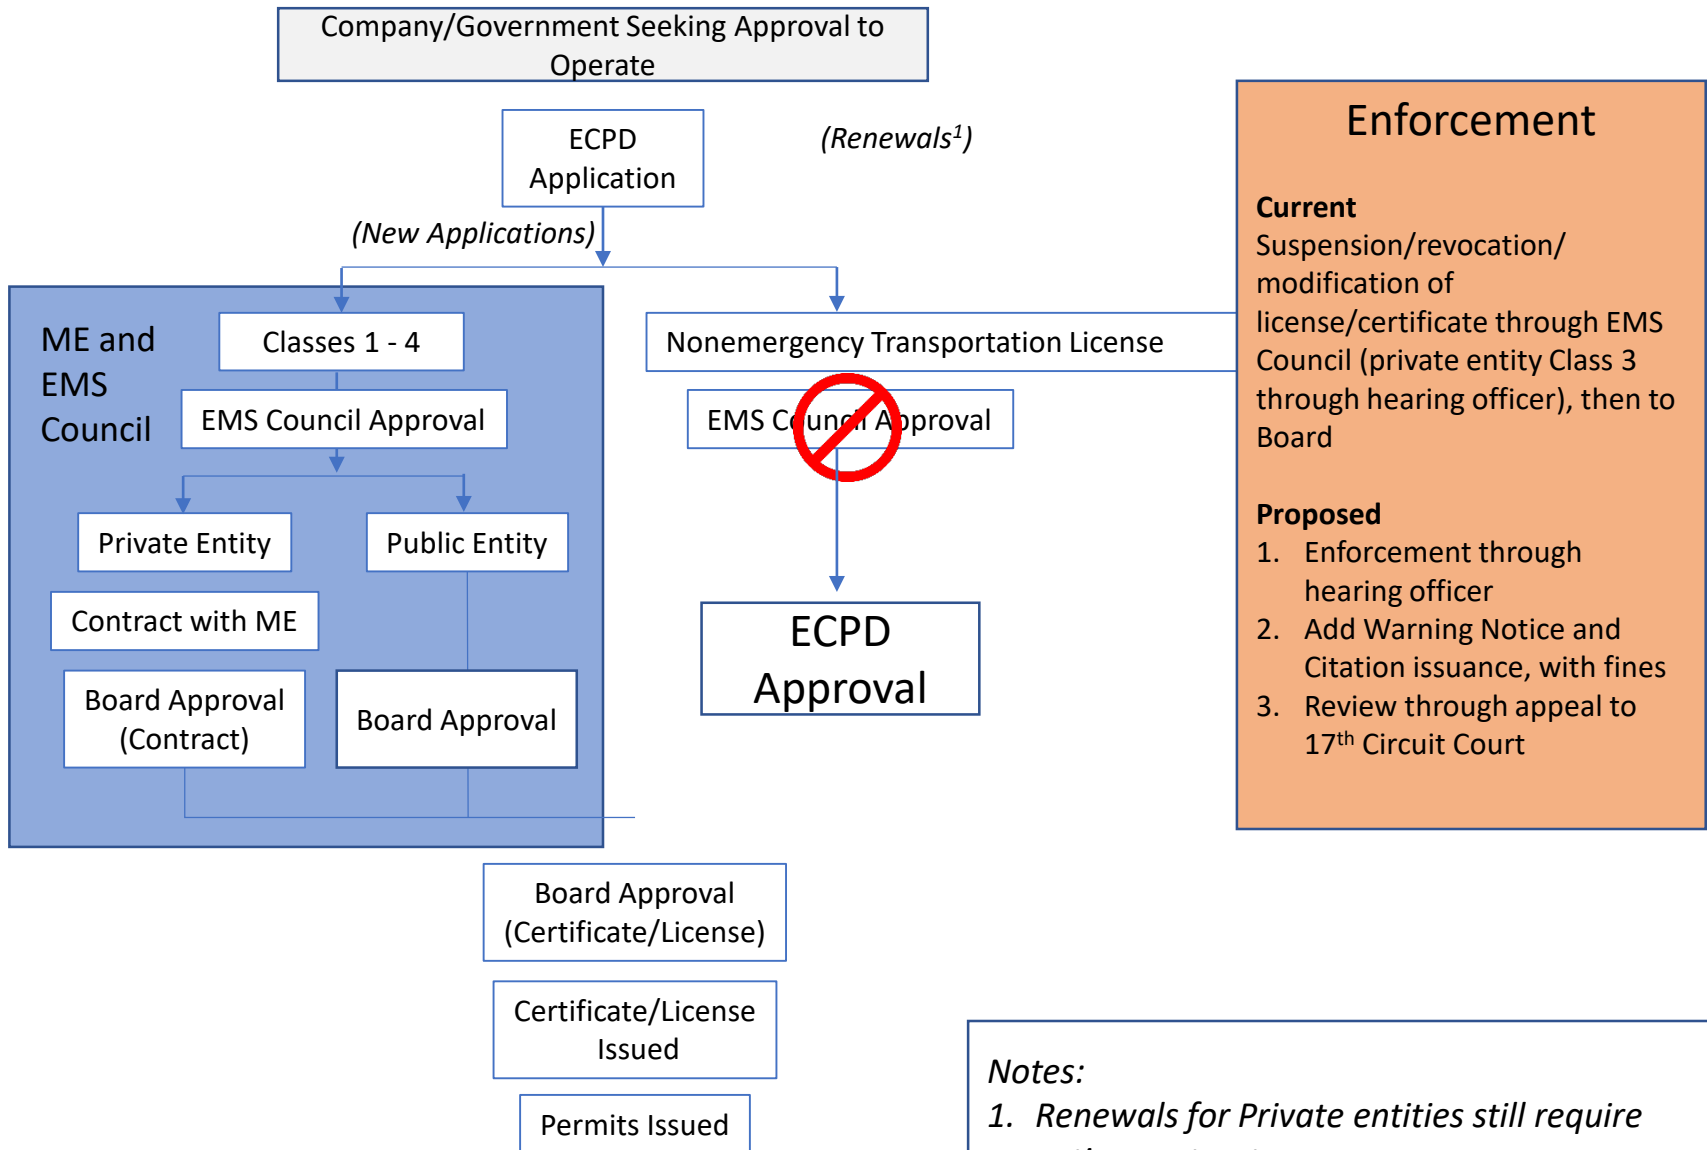 Company/Government Seeking Approval to
Operate
ECPD
Application
(Renewals¹)
(New Applications)
ME and
EMS
Council
Classes 1 - 4
EMS Council Approval
Private Entity
Public Entity
Contract with ME
Board Approval
(Contract)
Board Approval
Nonemergency Transportation License
EMS Council Approval
ECPD
Approval
Board Approval
(Certificate/License)
Certificate/License
Issued
Permits Issued
Enforcement
Current
Suspension/revocation/
modification of
license/certificate through EMS
Council (private entity Class 3
through hearing officer), then to
Board
Proposed
1. Enforcement through
hearing officer
2. Add Warning Notice and
Citation issuance, with fines
3. Review through appeal to
17th Circuit Court
Notes:
1. Renewals for Private entities still require